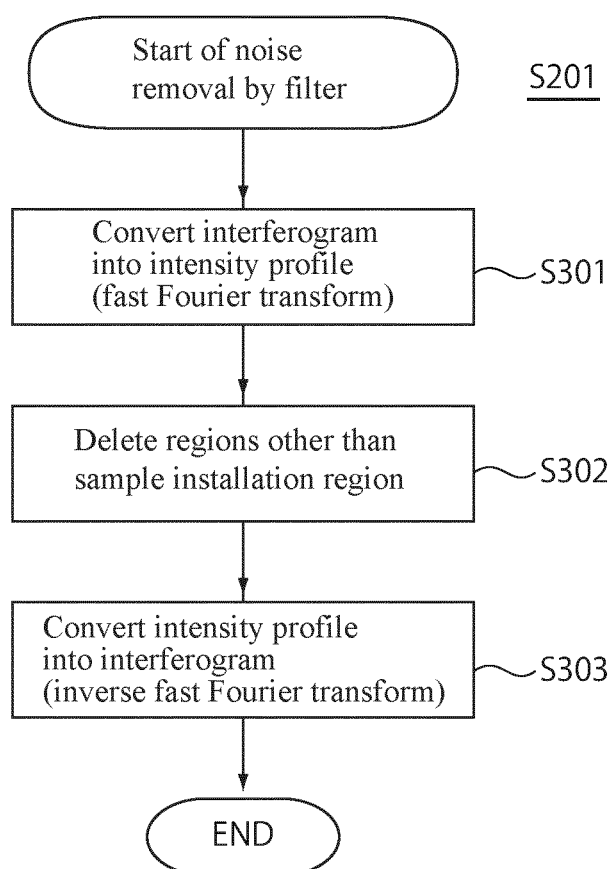 Start of noise
removal by filter
S201
Convert interferogram
into intensity profile
(fast Fourier transform)
S301
Delete regions other than
sample installation region
S302
Convert intensity profile
into interferogram
(inverse fast Fourier transform)
S303
END